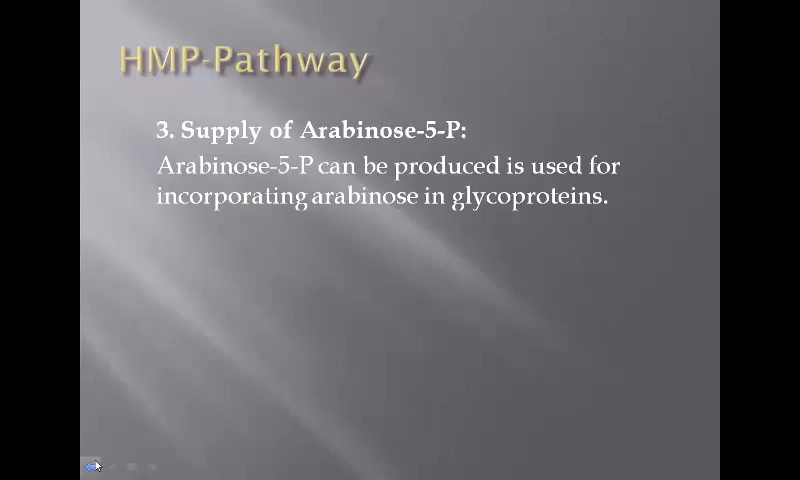 HMP-Pathway
3. Supply of Arabinose-5-P:
Arabinose-5-P can be produced is used for
incorporating arabinose in glycoproteins.